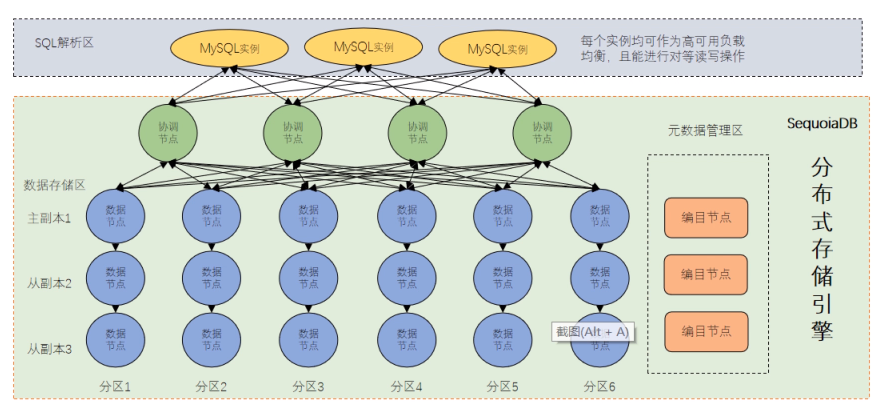 SQL解析区
MySQL实例
MySQL实例
MySQL实例
每个实例均可作为高可用负载
均衡，且能进行对等读写操作
协调
节点
协调
节点
协调
节点
协调
节点
元数据管理区
SequoiaDB
分布式存储引擎
数据存储区
主副本1
数据
节点
数据
节点
数据
节点
数据
节点
数据
节点
数据
节点
编目节点
从副本2
数据
节点
数据
节点
数据
节点
数据
节点
数据
节点
数据
节点
编目节点
从副本3
数据
节点
数据
节点
数据
节点
数据
节点
数据
节点
截图(Alt + A)
节点
编目节点
分区1
分区2
分区3
分区4
分区5
分区6